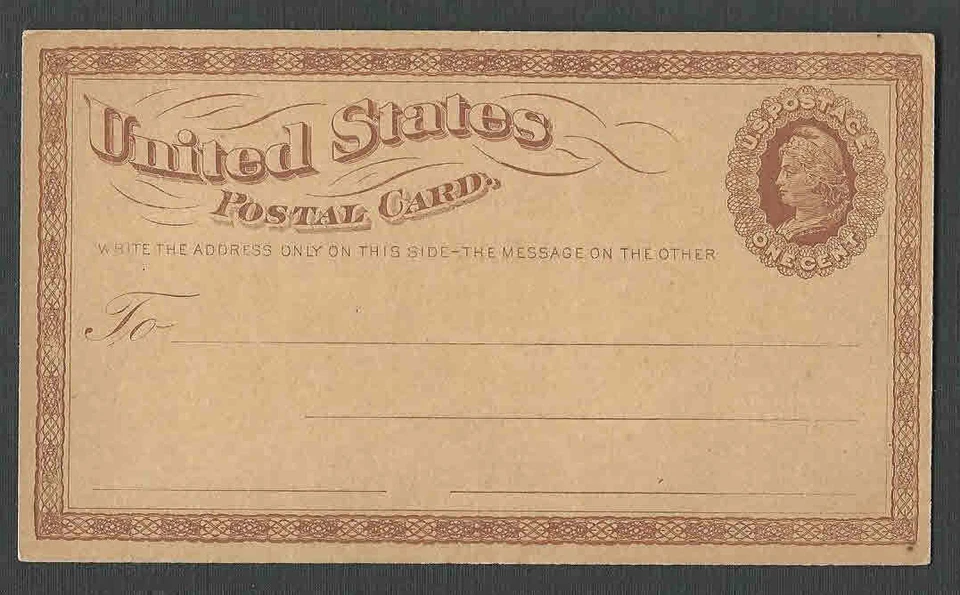 United States
POSTAL CARD.
U.S. POSTAGE
ONE CENT
WRITE THE ADDRESS ONLY ON THIS SIDE-THE MESSAGE ON THE OTHER
To